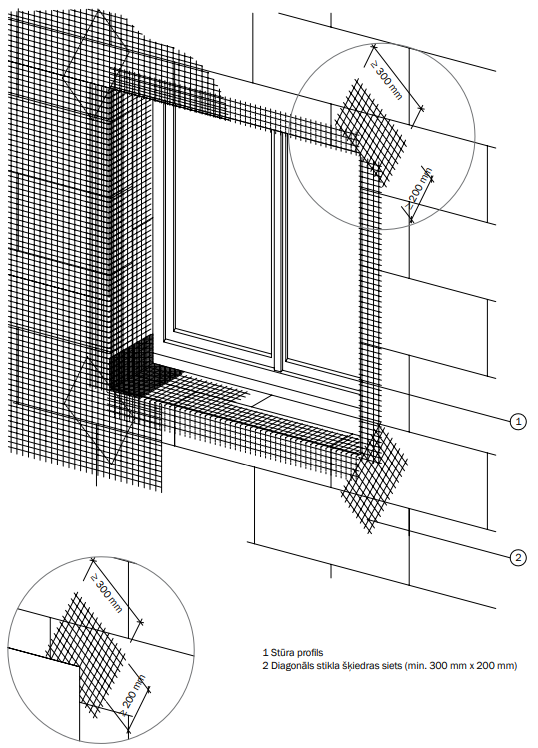 ≥ 300 mm
≥ 200 mm
1
2
≥ 300 mm
≥ 200 mm
1 Stūra profils
2 Diagonāls stikla šķiedras siets (min. 300 mm x 200 mm)